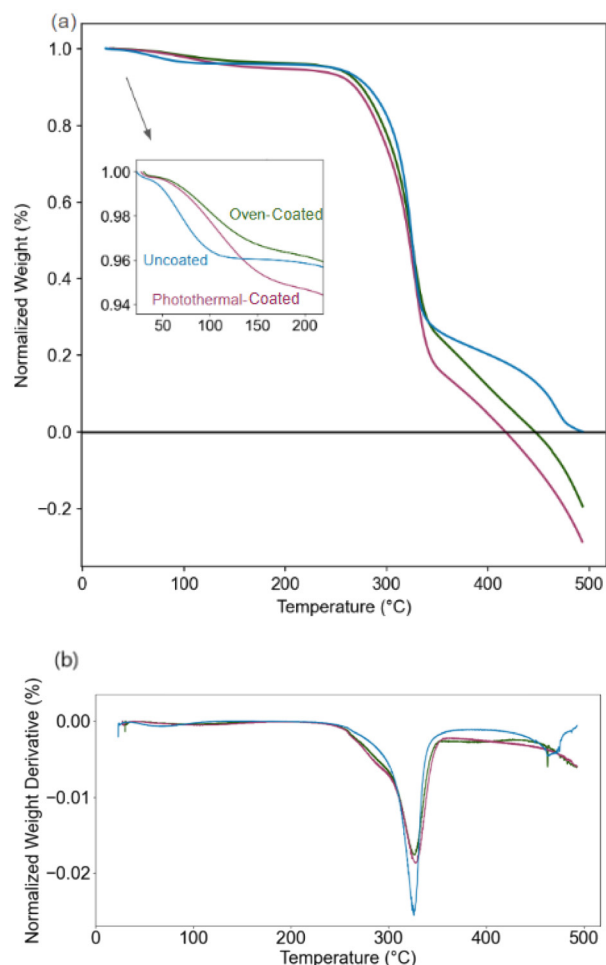 (a)
1.0
0.8
0.6
0.4
0.2
0.0
−0.2
Normalized Weight (%)
1.00
0.98
0.96
0.94
Oven-Coated
Uncoated
Photothermal-Coated
50 100 150 200
0 100 200 300 400 500
Temperature (°C)
(b)
0.00
−0.01
−0.02
Normalized Weight Derivative (%)
0 100 200 300 400 500
Temperature (°C)